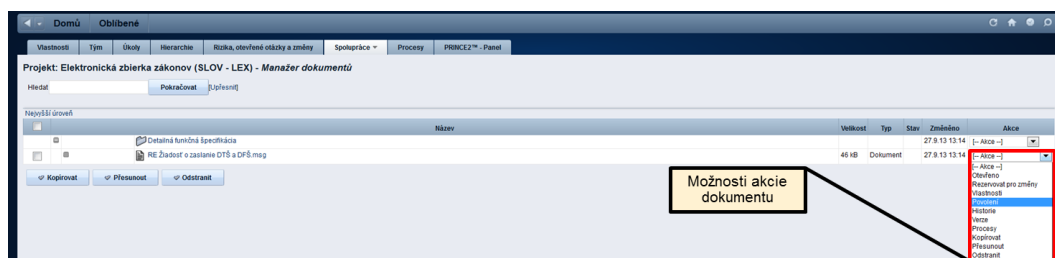 Domů Oblíbené
Vlastnosti Tým Úkoly Hierarchie Rizika, otevřené otázky a změny Spolupráce Procesy PRINCE2™ - Panel
Projekt: Elektronická zbierka zákonov (SLOV - LEX) - Manažer dokumentů
Hledat Pokračovat [Upřesnit]
Nejvyšší úroveň
Název Velikost Typ Stav Změněno Akce
Detailná funkčná špecifikácia 27.9.13 13:14 [-- Akce --]
RE Žiadosť o zaslanie DTŠ a DFŠ.msg 46 kB Dokument 27.9.13 13:14 [-- Akce --]
Kopírovat Přesunout Odstranit
Možnosti akcie
dokumentu
[-- Akce --]
Otevřeno
Rezervovat pro změny
Vlastnosti
Povolení
Historie
Verze
Procesy
Kopírovat
Přesunout
Odstranit